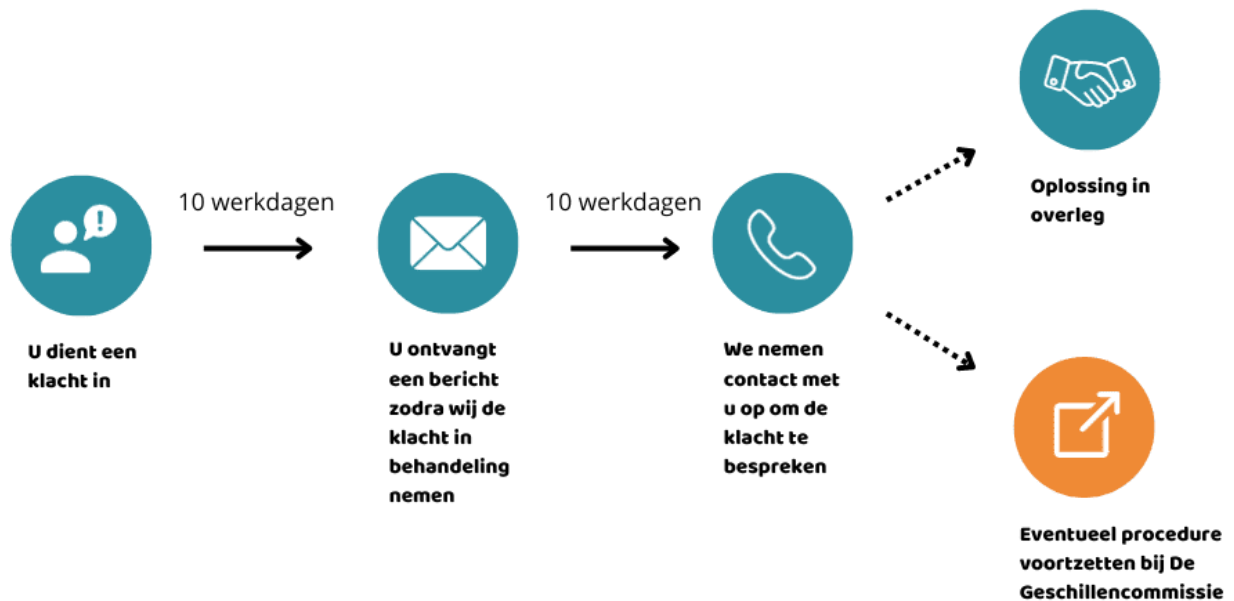 U dient een
klacht in
10 werkdagen
U ontvangt
een bericht
zodra wij de
klacht in
behandeling
nemen
10 werkdagen
We nemen
contact met
u op om de
klacht te
bespreken
Oplossing in
overleg
Eventueel procedure
voortzetten bij De
Geschillencommissie